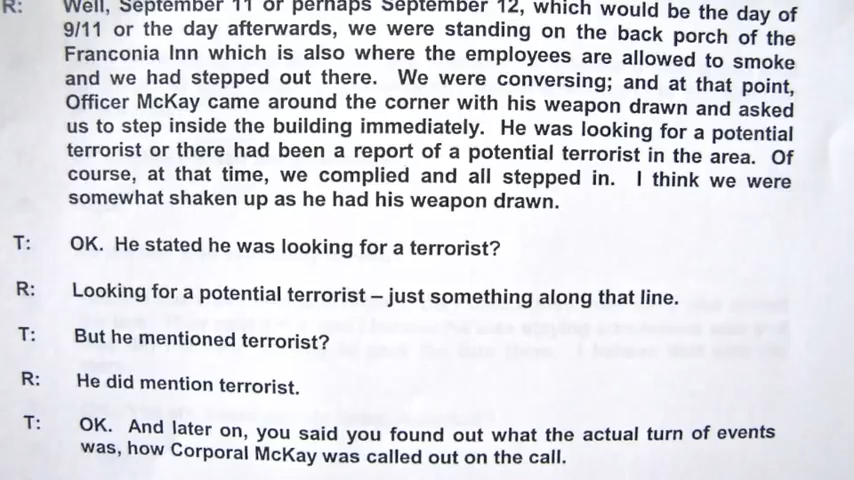 R: Well, September 11 or perhaps September 12, which would be the day of
9/11 or the day afterwards, we were standing on the back porch of the
Franconia Inn which is also where the employees are allowed to smoke
and we had stepped out there. We were conversing; and at that point,
Officer McKay came around the corner with his weapon drawn and asked
us to step inside the building immediately. He was looking for a potential
terrorist or there had been a report of a potential terrorist in the area. Of
course, at that time, we complied and all stepped in. I think we were
somewhat shaken up as he had his weapon drawn.
T: OK. He stated he was looking for a terrorist?
R: Looking for a potential terrorist – just something along that line.
T: But he mentioned terrorist?
R: He did mention terrorist.
T: OK. And later on, you said you found out what the actual turn of events
was, how Corporal McKay was called out on the call.